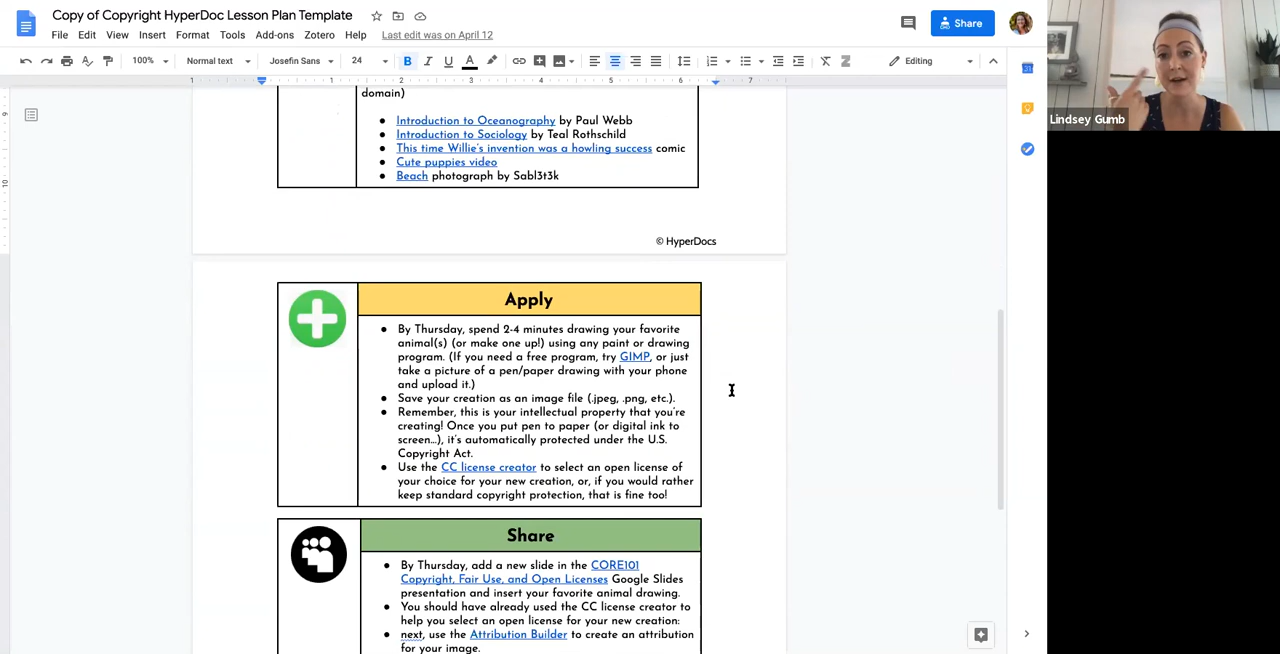 Copy of Copyright HyperDoc Lesson Plan Template
File Edit View Insert Format Tools Add-ons Zotero Help Last edit was on April 12
Share
100% Normal text Josefin Sans 24 B I U A Editing
1 1 2 3 4 5 6 7
Lindsey Gumb
31
9
10
domain)
● Introduction to Oceanography by Paul Webb
● Introduction to Sociology by Teal Rothschild
● This time Willie's invention was a howling success comic
● Cute puppies video
● Beach photograph by Sabl3t3k
© HyperDocs
Apply
● By Thursday, spend 2-4 minutes drawing your favorite
animal(s) (or make one up!) using any paint or drawing
program. (If you need a free program, try GIMP, or just
take a picture of a pen/paper drawing with your phone
and upload it.)
● Save your creation as an image file (.jpeg, .png, etc.).
● Remember, this is your intellectual property that you're
creating! Once you put pen to paper (or digital ink to
screen...), it's automatically protected under the U.S.
Copyright Act.
● Use the CC license creator to select an open license of
your choice for your new creation, or, if you would rather
keep standard copyright protection, that is fine too!
Share
● By Thursday, add a new slide in the CORE101
Copyright, Fair Use, and Open Licenses Google Slides
presentation and insert your favorite animal drawing.
● You should have already used the CC license creator to
help you select an open license for your new creation:
● next, use the Attribution Builder to create an attribution
for your image.